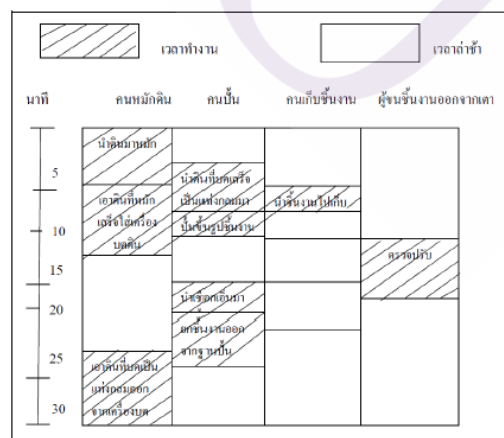 เวลาทำงาน
เวลาล่าช้า
นาที
คนหมักดิน
คนปั้น
คนเก็บชิ้นงาน
ผู้ขนชิ้นงานออกจากเตา
5
10
15
20
25
30
นำดินมาหมัก
เอาดินที่หมัก
เสร็จใส่เครื่อง
บดดิน
เอาดินที่บดเป็น
แท่งกลมออก
จากเครื่องบด
นำดินที่บดเสร็จ
เป็นแท่งกลมมา
ปั้นขึ้นรูปชิ้นงาน
นำเชือกเอ็นมา
ยกชิ้นงานออก
จากฐานปั้น
นำชิ้นงานไปเก็บ
ตรวจปรับ